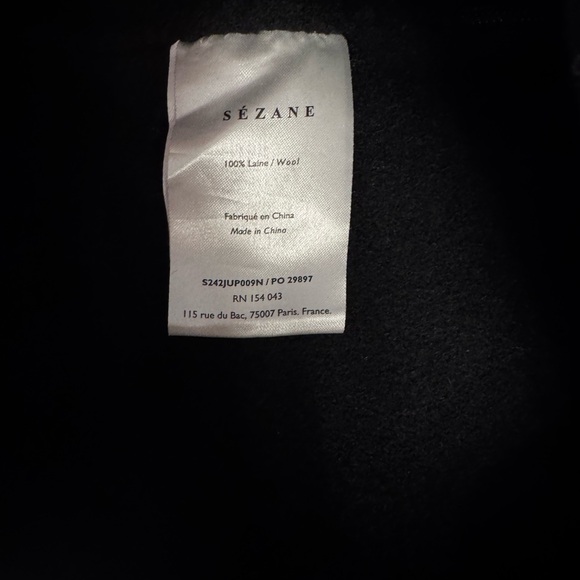 SÉZANE
100% Laine / Wool
Fabriqué en China
Made in China
S242JUP009N / PO 29897
RN 154 043
115 rue du Bac, 75007 Paris. France.